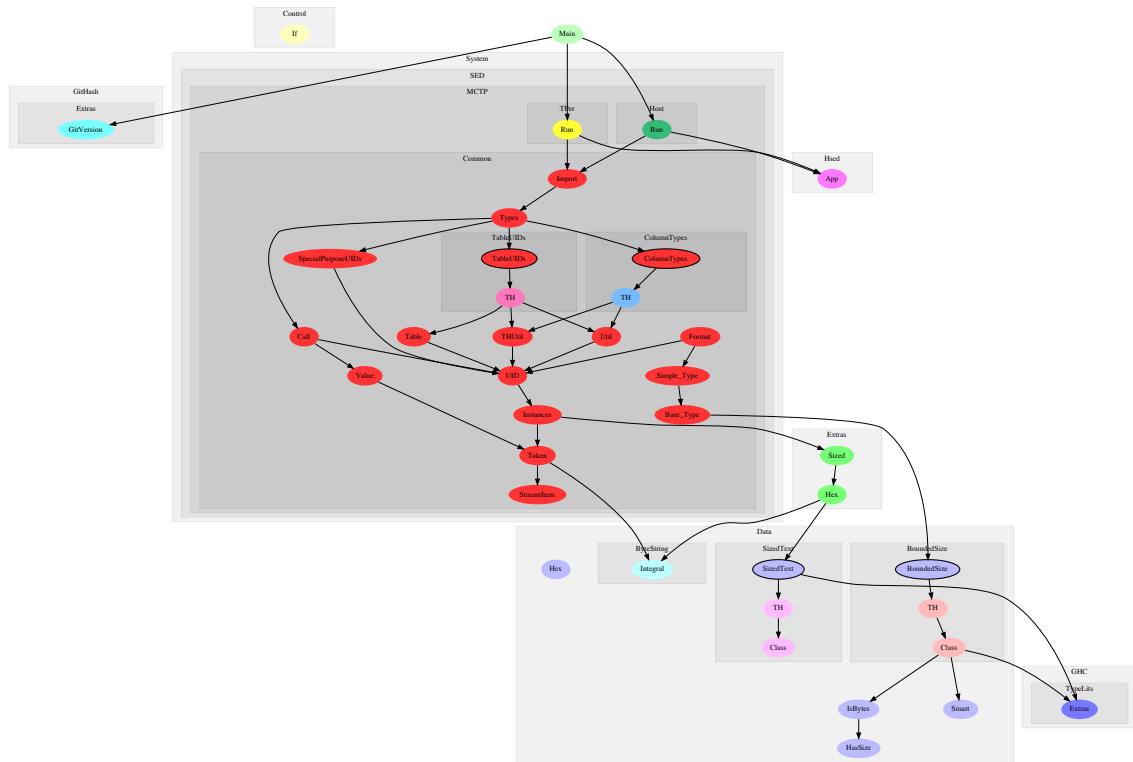 Control
If
Main
System
SED
GitHash
MCTP
Extras
TPer
Host
GitVersion
Run
Run
Common
Hsed
Import
App
Types
TableUIDs
ColumnTypes
SpecialPurposeUIDs
TableUIDs
ColumnTypes
TH
TH
Call
Table
THUtil
Util
Format
Value
UID
Simple_Type
Instances
Base_Type
Extras
Token
Sized
StreamItem
Hex
Data
ByteString
SizedText
BoundedSize
Hex
Integral
SizedText
BoundedSize
TH
TH
Class
Class
GHC
TypeLits
IsBytes
Smart
Extras
HasSize